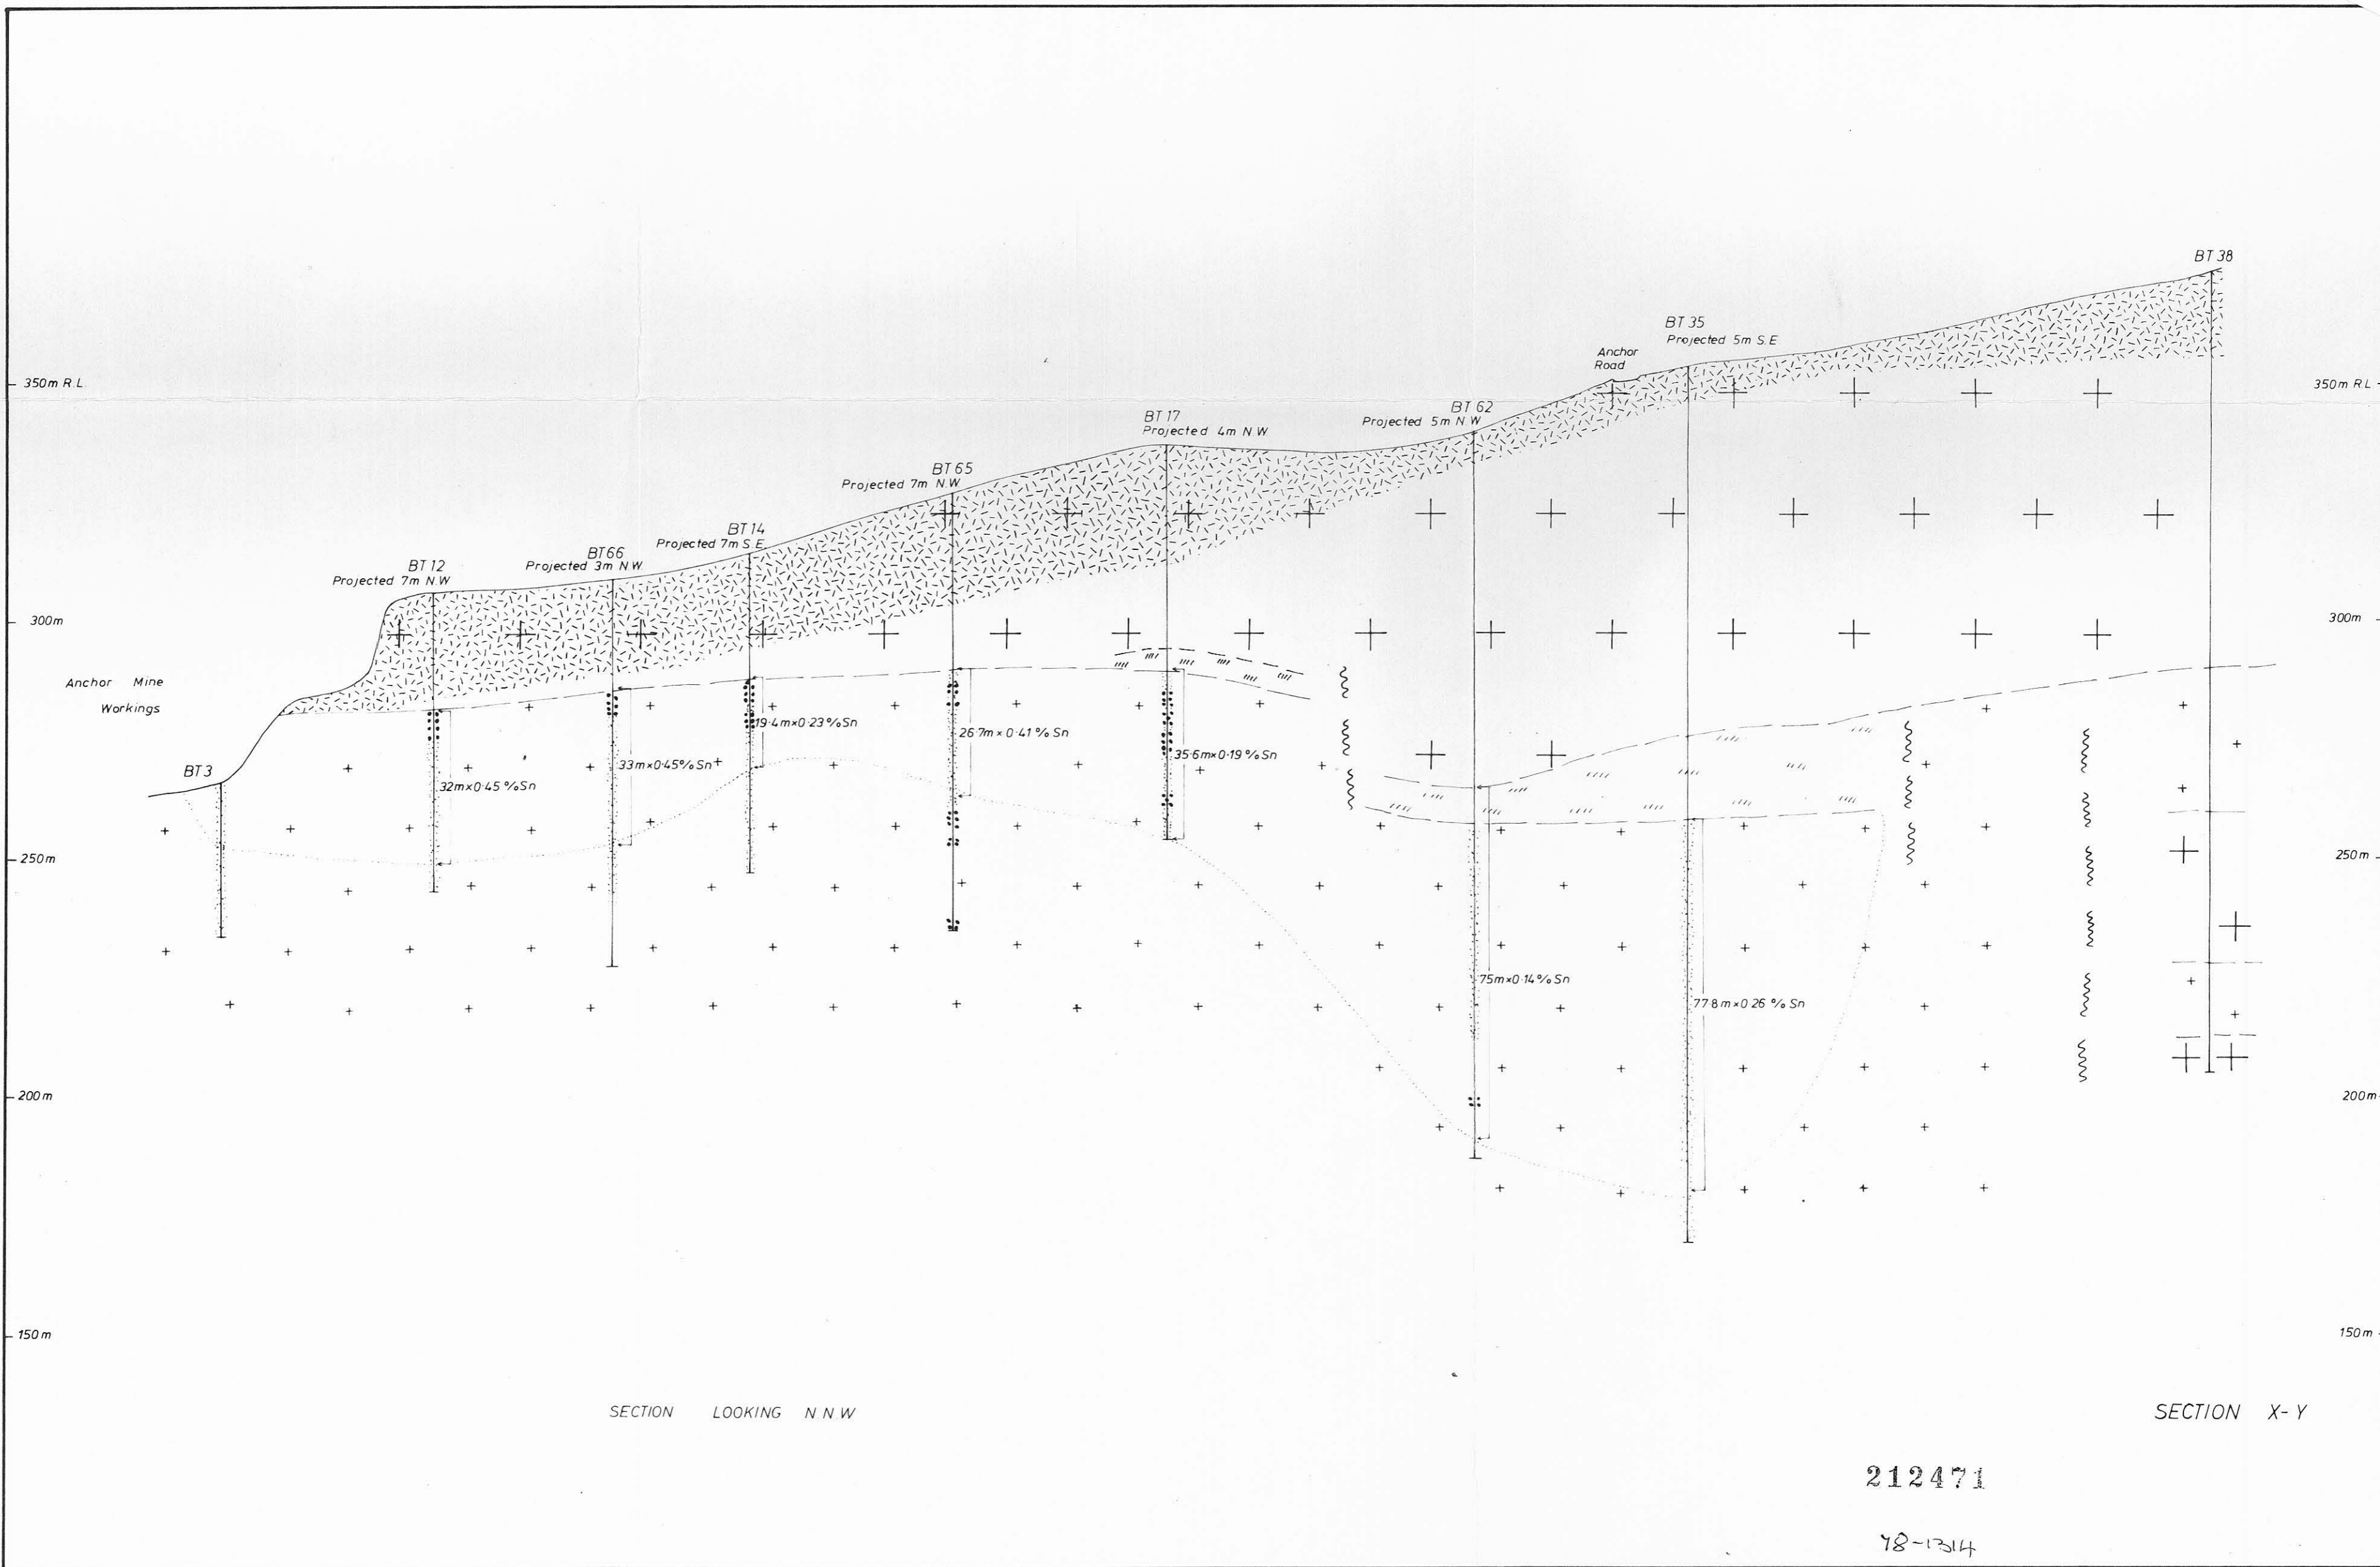 BT 38
BT 35
Projected 5m S.E.
Anchor
Road
350m R.L.
350m R.L.
BT 62
Projected 5m N.W.
BT 17
Projected 4m N.W.
BT 65
Projected 7m N.W.
BT 14
Projected 7m S.E.
BT 66
Projected 3m N.W.
BT 12
Projected 7m N.W.
300m
300m
Anchor Mine
Workings
BT 3
19·4m×0·23%Sn
26·7m×0·41%Sn
35·6m×0·19%Sn
33m×0·45%Sn
32m×0·45%Sn
250m
250m
75m×0·14%Sn
77 8m×0 26%Sn
200m
200m
150m
150m
SECTION LOOKING N N W
SECTION X-Y
212471
78-1314